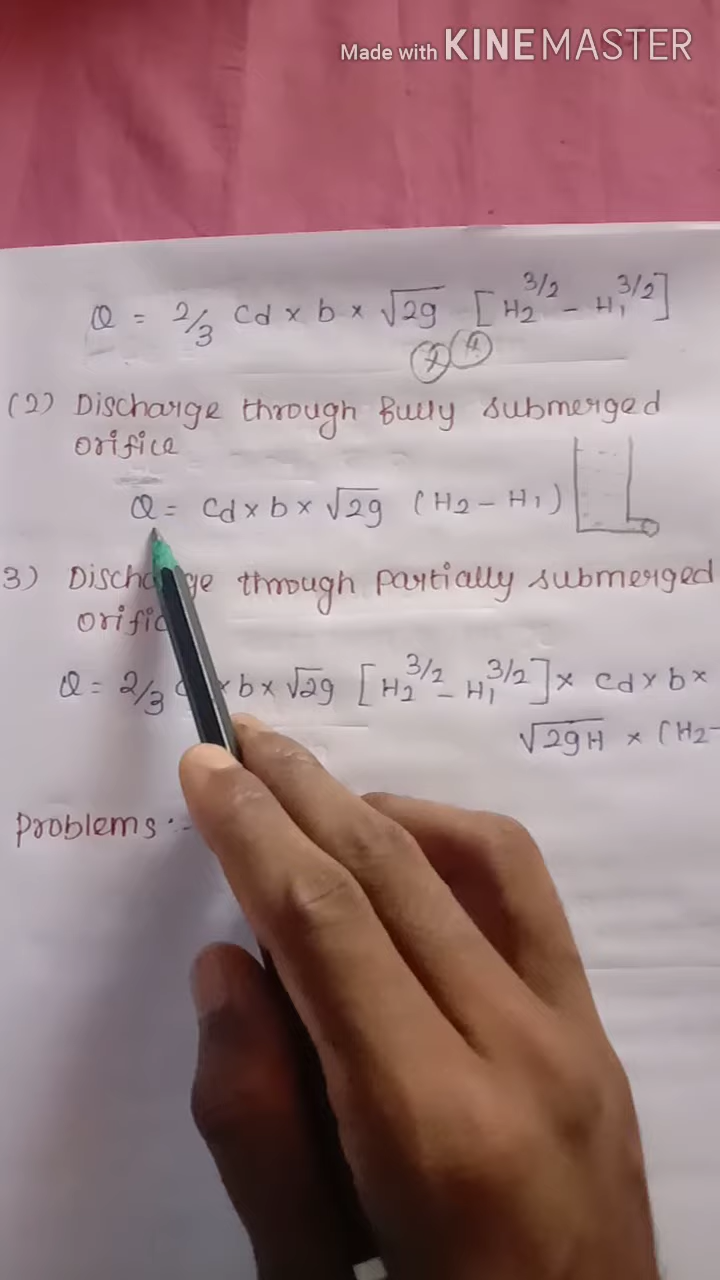 Made with KINEMASTER
Q = 2/3 Cd × b × √2g [H₂^3/2 - H₁^3/2]
(2) Discharge through fully submerged
orifice
Q = Cd × b × √2g (H2 - H1)
3) Discha ge through partially submerged
orific
Q = 2/3 × b × √2g [H₂^3/2 - H₁^3/2] × Cd × b ×
√2gH × (H2-
Problems :-